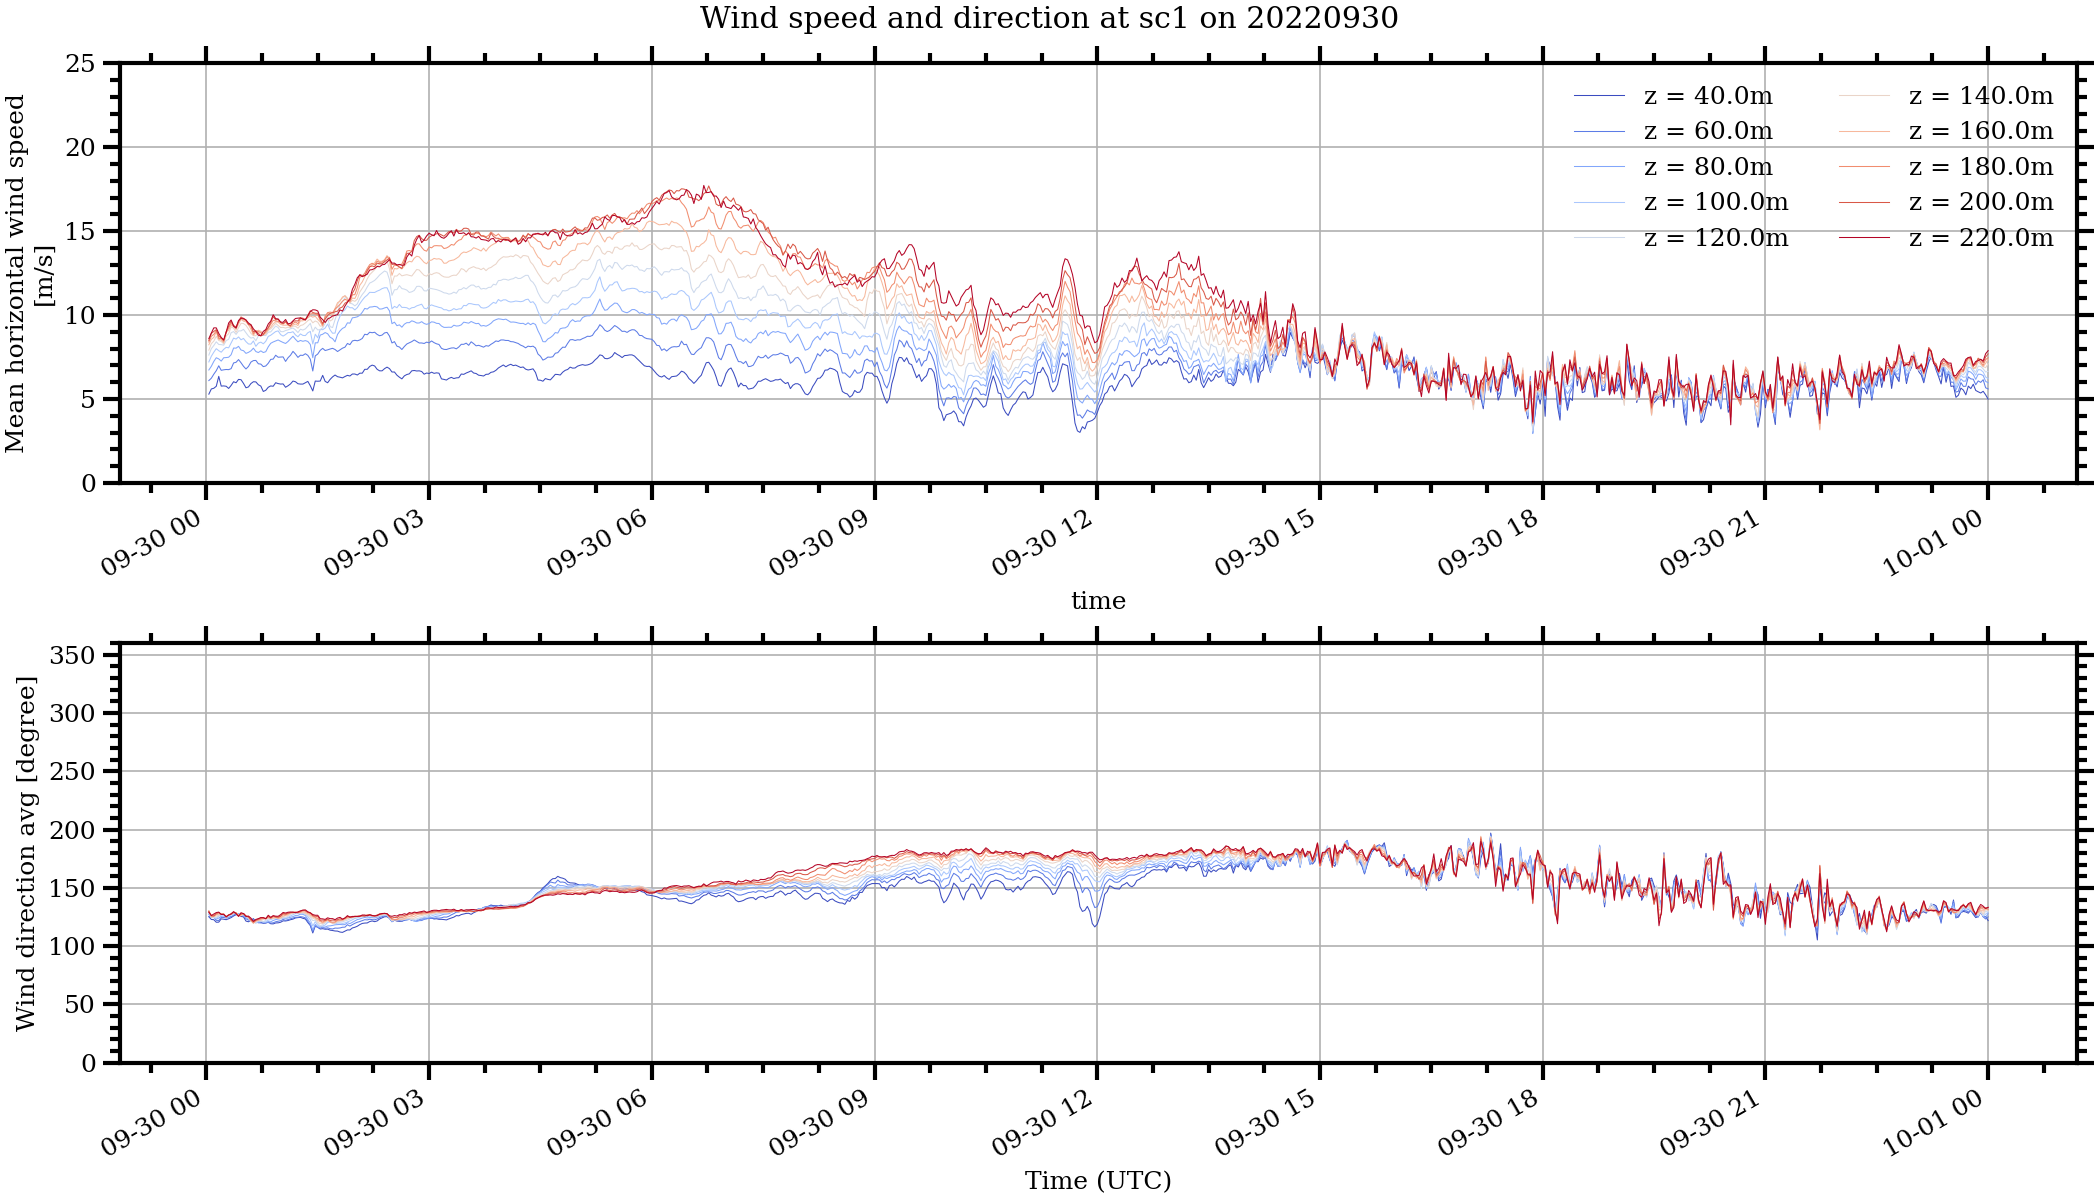 Wind speed and direction at sc1 on 20220930
Mean horizontal wind speed
[m/s]
25
20
15
10
5
0
z = 40.0m
z = 60.0m
z = 80.0m
z = 100.0m
z = 120.0m
z = 140.0m
z = 160.0m
z = 180.0m
z = 200.0m
z = 220.0m
09-30 00
09-30 03
09-30 06
09-30 09
09-30 12
09-30 15
09-30 18
09-30 21
10-01 00
time
Wind direction avg [degree]
350
300
250
200
150
100
50
0
09-30 00
09-30 03
09-30 06
09-30 09
09-30 12
09-30 15
09-30 18
09-30 21
10-01 00
Time (UTC)